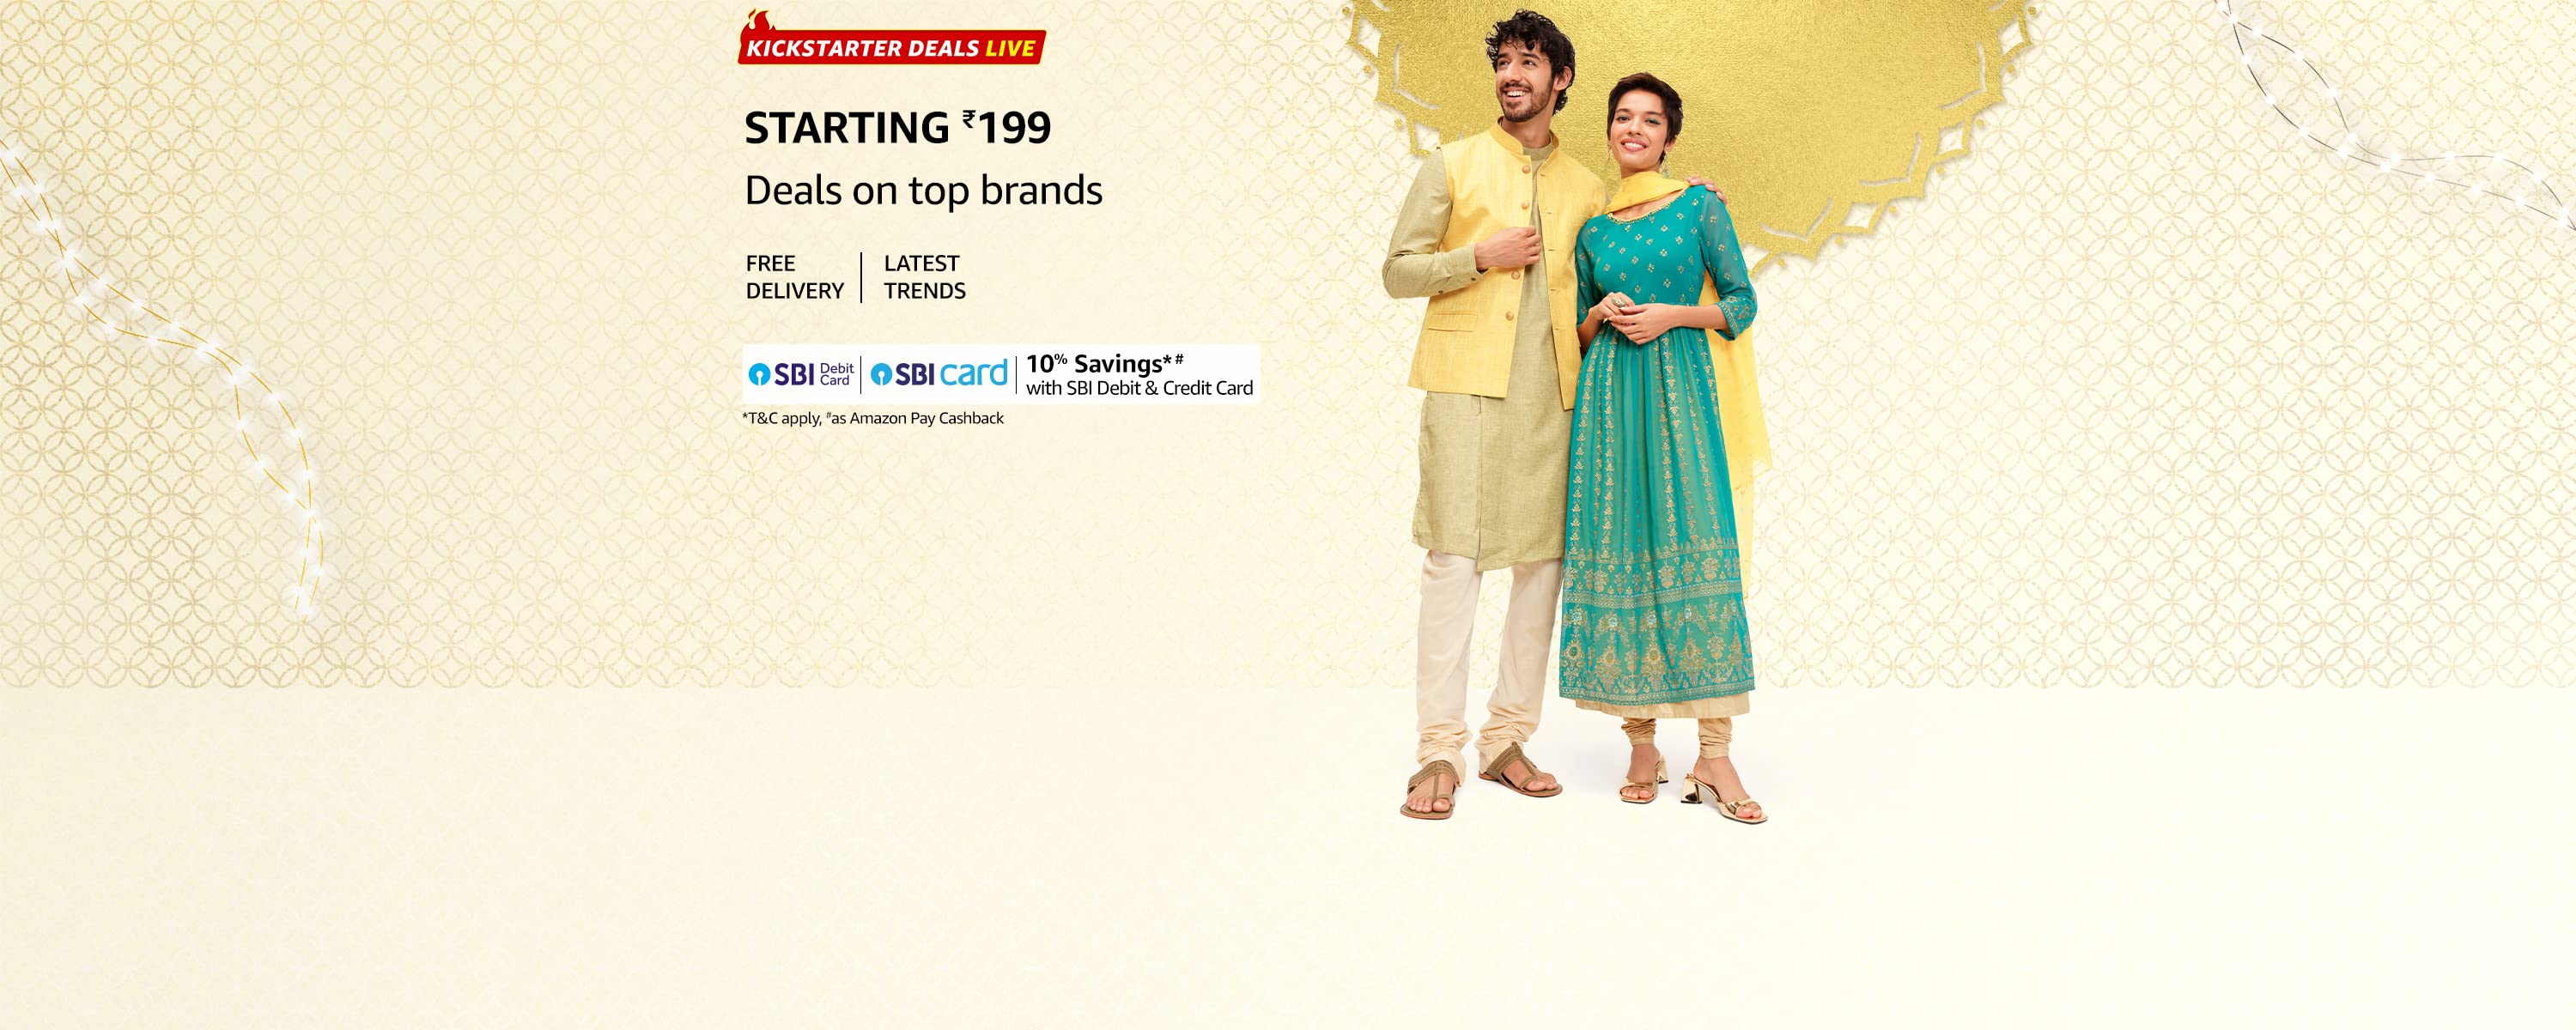 KICKSTARTER DEALS LIVE
STARTING ₹199
Deals on top brands
FREE DELIVERY
LATEST TRENDS
SBI Debit Card
SBI card
10% Savings*#
with SBI Debit & Credit Card
*T&C apply, #as Amazon Pay Cashback